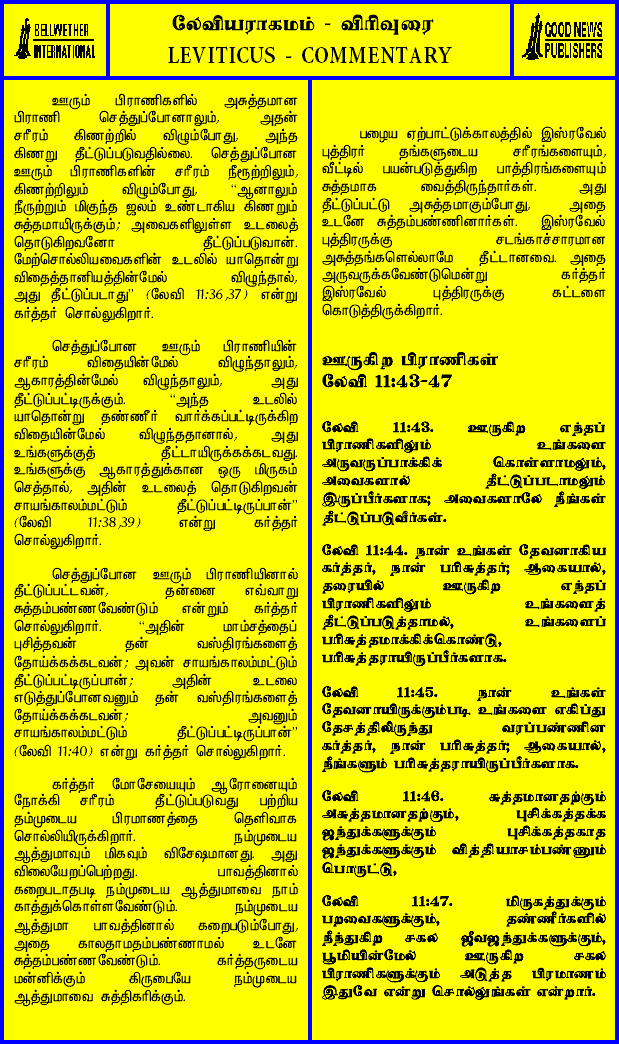 BELLWETHER
INTERNATIONAL
லேவியராகமம் - விரிவுரை
LEVITICUS - COMMENTARY
GOOD NEWS
PUBLISHERS
ஊரும் பிராணிகளில் அசுத்தமான
பிராணி செத்துப்போனாலும், அதன்
சரீரம் கிணற்றில் விழும்போது, அந்த
கிணறு தீட்டுப்படுவதில்லை. செத்துப்போன
ஊரும் பிராணிகளின் சரீரம் நீரூற்றிலும்,
கிணற்றிலும் விழும்போது, “ஆனாலும்
நீருற்றும் மிகுந்த ஜலம் உண்டாகிய கிணறும்
சுத்தமாயிருக்கும்; அவைகளிலுள்ள உடலைத்
தொடுகிறவனோ தீட்டுப்படுவான்.
மேற்சொல்லியவைகளின் உடலில் யாதொன்று
விதைத்தானியத்தின்மேல் விழுந்தால்,
அது தீட்டுப்படாது” (லேவி 11:36,37) என்று
கர்த்தர் சொல்லுகிறார்.
செத்துப்போன ஊரும் பிராணியின்
சரீரம் விதையின்மேல் விழுந்தாலும்,
ஆகாரத்தின்மேல் விழுந்தாலும், அது
தீட்டுப்பட்டிருக்கும். “அந்த உடலில்
யாதொன்று தண்ணீர் வார்க்கப்பட்டிருக்கிற
விதையின்மேல் விழுந்ததானால், அது
உங்களுக்குத் தீட்டாயிருக்கக்கடவது.
உங்களுக்கு ஆகாரத்துக்கான ஒரு மிருகம்
செத்தால், அதின் உடலைத் தொடுகிறவன்
சாயங்காலம்மட்டும் தீட்டுப்பட்டிருப்பான்”
(லேவி 11:38,39) என்று கர்த்தர்
சொல்லுகிறார்.
செத்துப்போன ஊரும் பிராணியினால்
தீட்டுப்பட்டவன், தன்னை எவ்வாறு
சுத்தம்பண்ணவேண்டும் என்றும் கர்த்தர்
சொல்லுகிறார். “அதின் மாம்சத்தைப்
புசித்தவன் தன் வஸ்திரங்களைத்
தோய்க்கக்கடவன்; அவன் சாயங்காலம்மட்டும்
தீட்டுப்பட்டிருப்பான்; அதின் உடலை
எடுத்துப்போனவனும் தன் வஸ்திரங்களைத்
தோய்க்கக்கடவன்; அவனும்
சாயங்காலம்மட்டும் தீட்டுப்பட்டிருப்பான்”
(லேவி 11:40) என்று கர்த்தர் சொல்லுகிறார்.
கர்த்தர் மோசேயையும் ஆரோனையும்
நோக்கி சரீரம் தீட்டுப்படுவது பற்றிய
தம்முடைய பிரமாணத்தை தெளிவாக
சொல்லியிருக்கிறார். நம்முடைய
ஆத்துமாவும் மிகவும் விசேஷமானது. அது
விலையேறப்பெற்றது. பாவத்தினால்
கறைபடாதபடி நம்முடைய ஆத்துமாவை நாம்
காத்துக்கொள்ளவேண்டும். நம்முடைய
ஆத்துமா பாவத்தினால் கறைபடும்போது,
அதை காலதாமதம்பண்ணாமல் உடனே
சுத்தம்பண்ணவேண்டும். கர்த்தருடைய
மன்னிக்கும் கிருபையே நம்முடைய
ஆத்துமாவை சுத்திகரிக்கும்.
பழைய ஏற்பாட்டுக்காலத்தில் இஸ்ரவேல்
புத்திரர் தங்களுடைய சரீரங்களையும்,
வீட்டில் பயன்படுத்துகிற பாத்திரங்களையும்
சுத்தமாக வைத்திருந்தார்கள். அது
தீட்டுப்பட்டு அசுத்தமாகும்போது, அதை
உடனே சுத்தம்பண்ணினார்கள். இஸ்ரவேல்
புத்திரருக்கு சடங்காச்சாரமான
அசுத்தங்களெல்லாமே தீட்டானவை. அதை
அருவருக்கவேண்டுமென்று கர்த்தர்
இஸ்ரவேல் புத்திரருக்கு கட்டளை
கொடுத்திருக்கிறார்.
ஊருகிற பிராணிகள்
லேவி 11:43-47
லேவி 11:43. ஊருகிற எந்தப்
பிராணிகளிலும் உங்களை
அருவருப்பாக்கிக் கொள்ளாமலும்,
அவைகளால் தீட்டுப்படாமலும்
இருப்பீர்களாக; அவைகளாலே நீங்கள்
தீட்டுப்படுவீர்கள்.
லேவி 11:44. நான் உங்கள் தேவனாகிய
கர்த்தர், நான் பரிசுத்தர்; ஆகையால்,
தரையில் ஊருகிற எந்தப்
பிராணிகளிலும் உங்களைத்
தீட்டுப்படுத்தாமல், உங்களைப்
பரிசுத்தமாக்கிக்கொண்டு,
பரிசுத்தராயிருப்பீர்களாக.
லேவி 11:45. நான் உங்கள்
தேவனாயிருக்கும்படி உங்களை எகிப்து
தேசத்திலிருந்து வரப்பண்ணின
கர்த்தர், நான் பரிசுத்தர்; ஆகையால்,
நீங்களும் பரிசுத்தராயிருப்பீர்களாக.
லேவி 11:46. சுத்தமானதற்கும்
அசுத்தமானதற்கும், புசிக்கத்தக்க
ஜந்துக்களுக்கும் புசிக்கத்தகாத
ஜந்துக்களுக்கும் வித்தியாசம்பண்ணும்
பொருட்டு,
லேவி 11:47. மிருகத்துக்கும்
பறவைகளுக்கும், தண்ணீர்களில்
நீந்துகிற சகல ஜீவஜந்துக்களுக்கும்,
பூமியின்மேல் ஊருகிற சகல
பிராணிகளுக்கும் அடுத்த பிரமாணம்
இதுவே என்று சொல்லுங்கள் என்றார்.